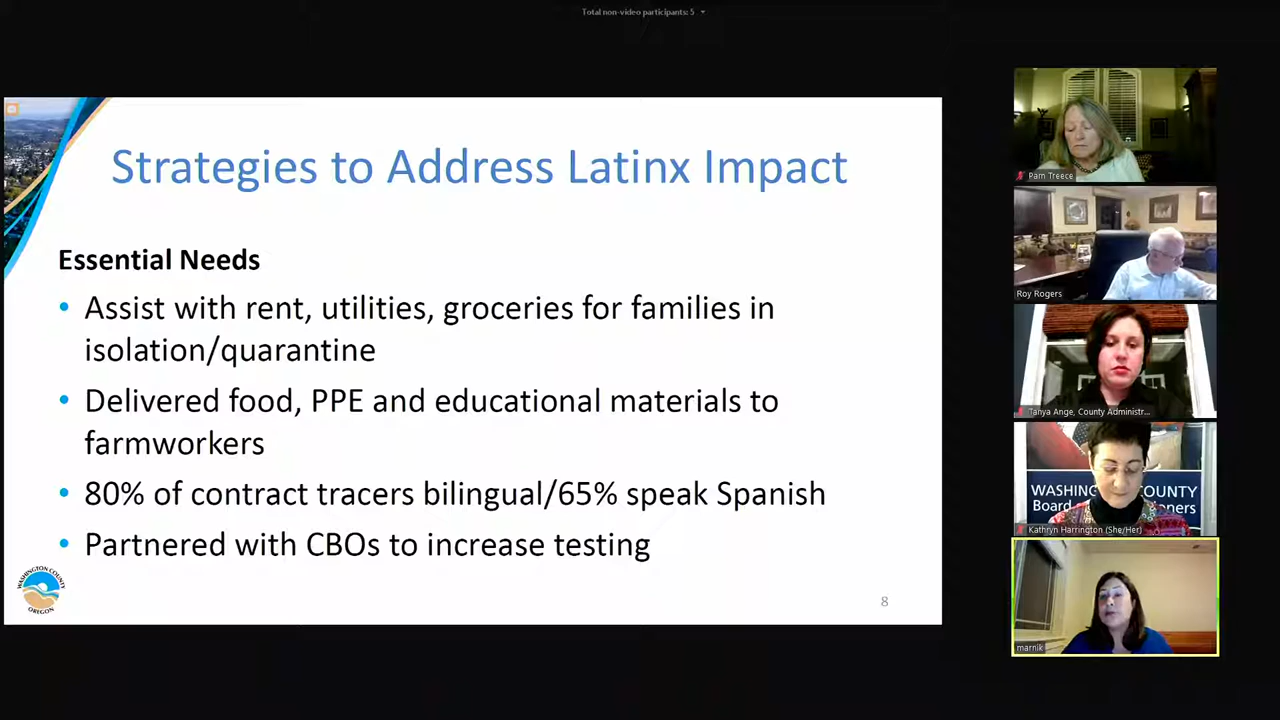 Total non-video participants: 5
Strategies to Address Latinx Impact
Essential Needs
• Assist with rent, utilities, groceries for families in
isolation/quarantine
• Delivered food, PPE and educational materials to
farmworkers
• 80% of contract tracers bilingual/65% speak Spanish
• Partnered with CBOs to increase testing
WASHINGTON COUNTY
OREGON
8
Pam Treece
Roy Rogers
Tanya Ange, County Administr...
WASHING COUNTY
Board ners
Kathryn Harrington (She/Her)
marnik